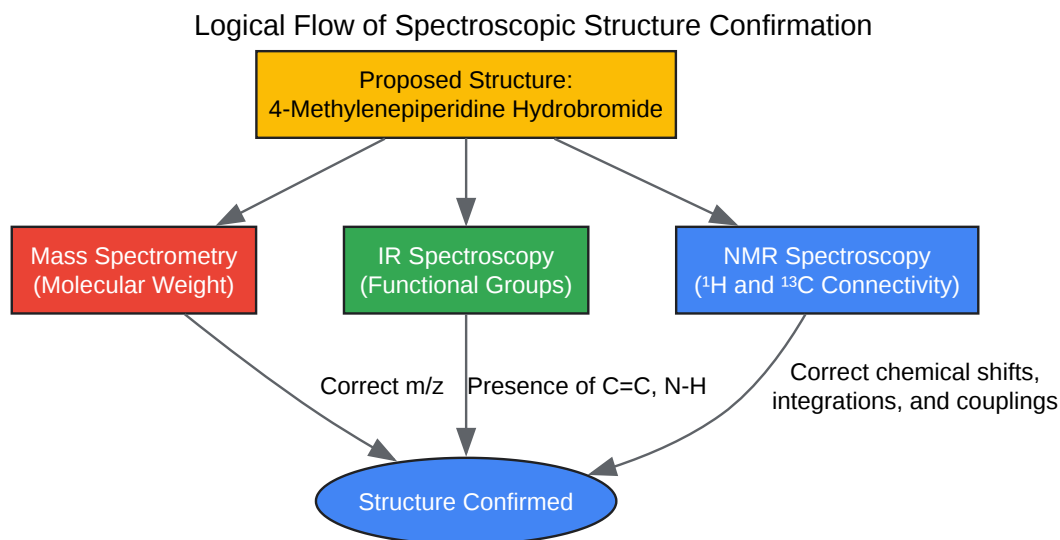 Logical Flow of Spectroscopic Structure Confirmation
Proposed Structure:
4-Methylenepiperidine Hydrobromide
Mass Spectrometry
(Molecular Weight)
IR Spectroscopy
(Functional Groups)
NMR Spectroscopy
(¹H and ¹³C Connectivity)
Correct m/z
Presence of C=C, N-H
Correct chemical shifts,
integrations, and couplings
Structure Confirmed